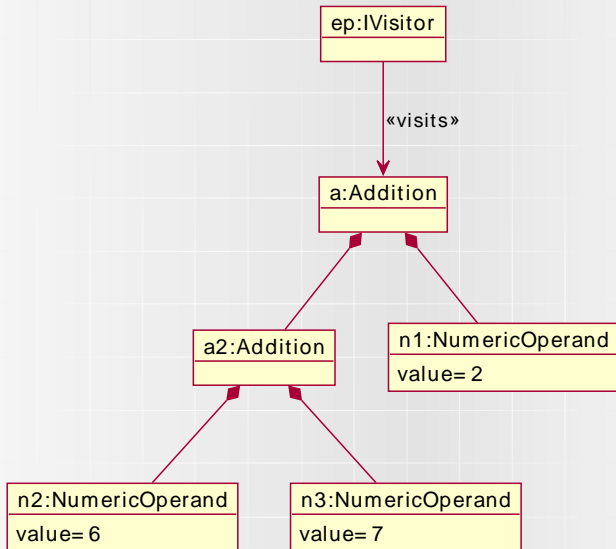 ep:IVisitor
«visits»
a:Addition
a2:Addition
n1:NumericOperand
value=2
n2:NumericOperand
value=6
n3:NumericOperand
value=7